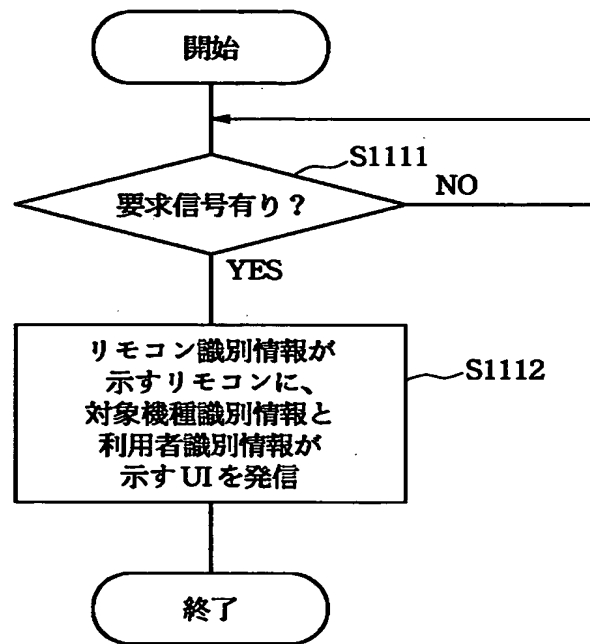 開始
S1111
要求信号有り？
NO
YES
リモコン識別情報が
示すリモコンに、
対象機種識別情報と
利用者識別情報が
示すUIを発信
S1112
終了